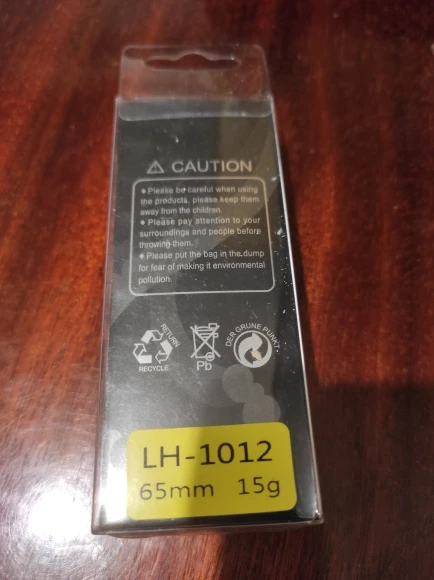 ⚠ CAUTION
◆ Please be careful when using
the products, please keep them
away from the children.
◆ Please pay attention to your
surroundings and people before
throwing them.
◆ Please put the bag in the dump
for fear of making it environmental
pollution.
RETURN
RECYCLE
Pb
DER GRÜNE PUNKT
LH-1012
65mm 15g